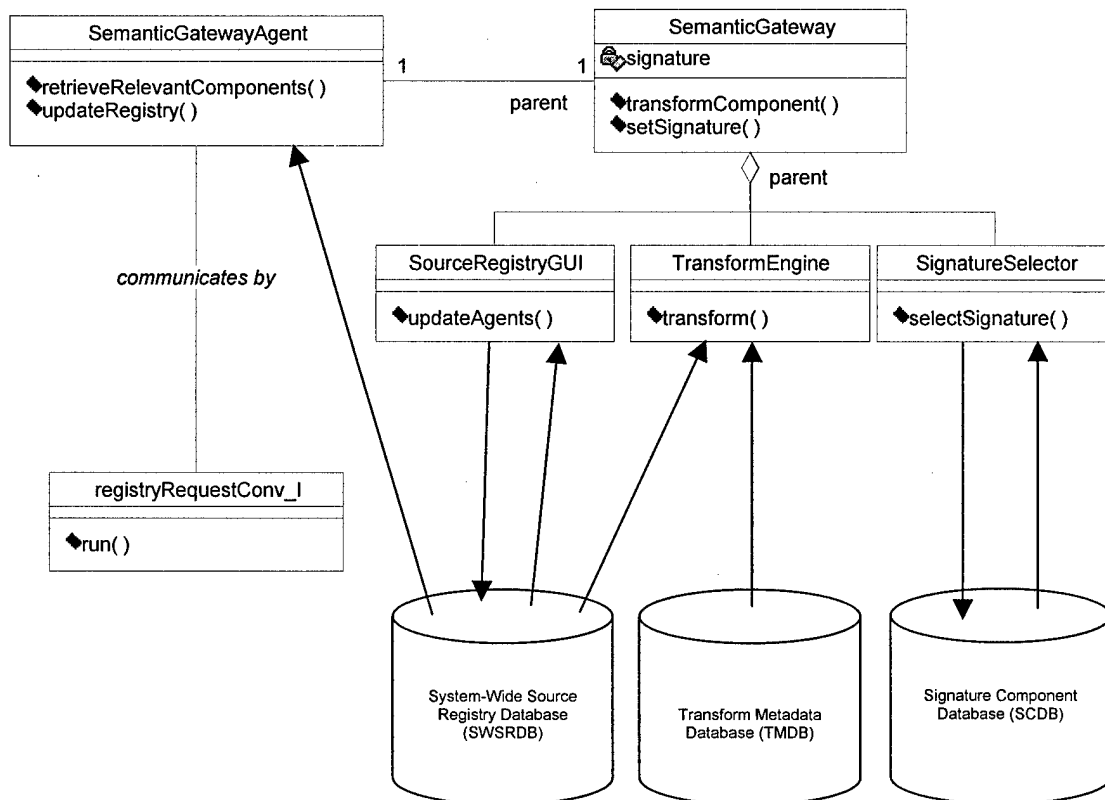 SemanticGatewayAgent
retrieveRelevantComponents( )
updateRegistry( )
1
1
parent
SemanticGateway
signature
transformComponent( )
setSignature( )
parent
communicates by
SourceRegistryGUI
updateAgents( )
TransformEngine
transform( )
SignatureSelector
selectSignature( )
registryRequestConv_I
run( )
System-Wide Source
Registry Database
(SWSRDB)
Transform Metadata
Database (TMDB)
Signature Component
Database (SCDB)